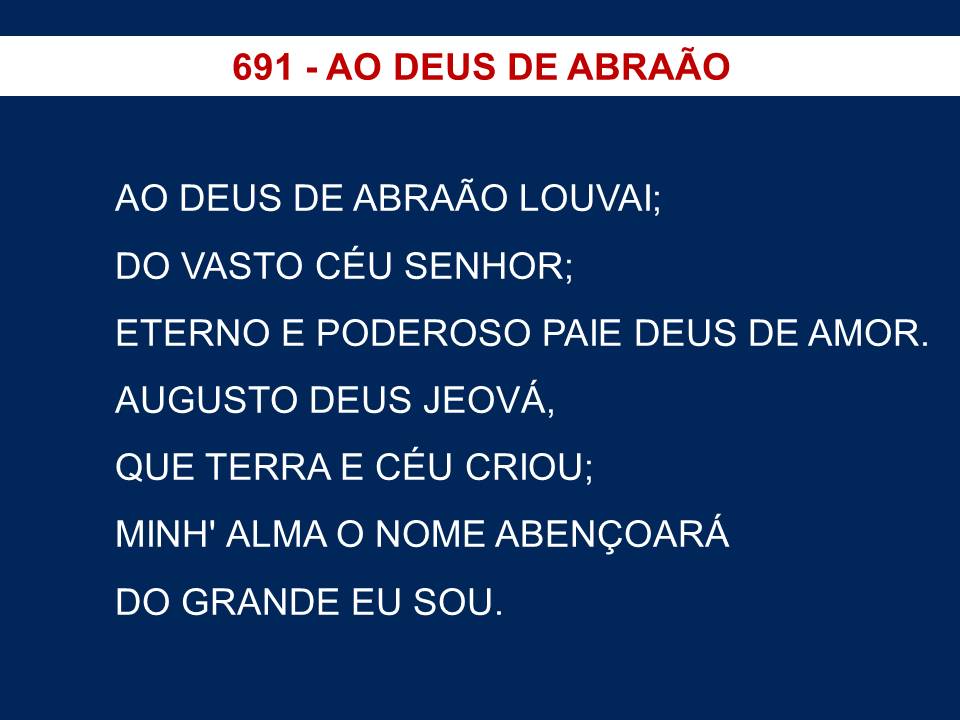 691 - AO DEUS DE ABRAÃO
AO DEUS DE ABRAÃO LOUVAI;
DO VASTO CÉU SENHOR;
ETERNO E PODEROSO PAIE DEUS DE AMOR.
AUGUSTO DEUS JEOVÁ,
QUE TERRA E CÉU CRIOU;
MINH' ALMA O NOME ABENÇOARÁ
DO GRANDE EU SOU.